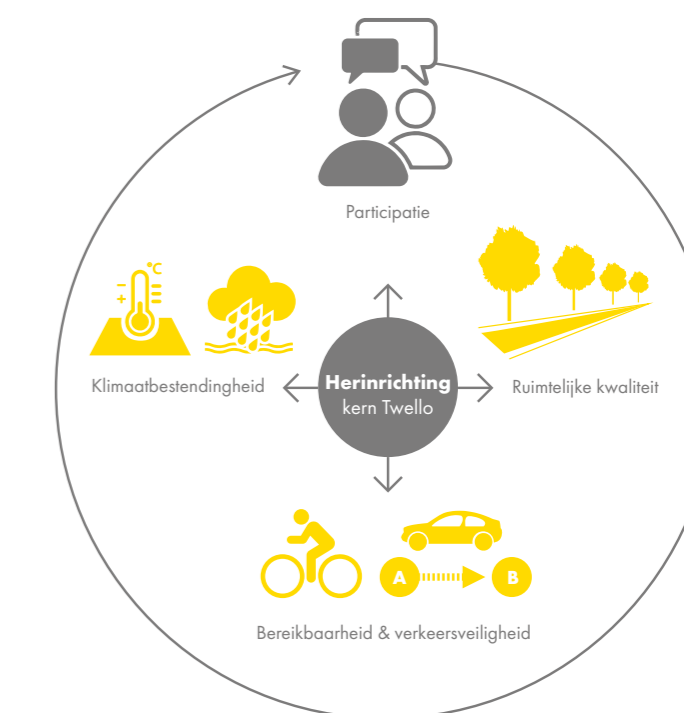 Participatie
°C
Klimaatbestendingheid
Herinrichting
kern Twello
Ruimtelijke kwaliteit
A
B
Bereikbaarheid & verkeersveiligheid